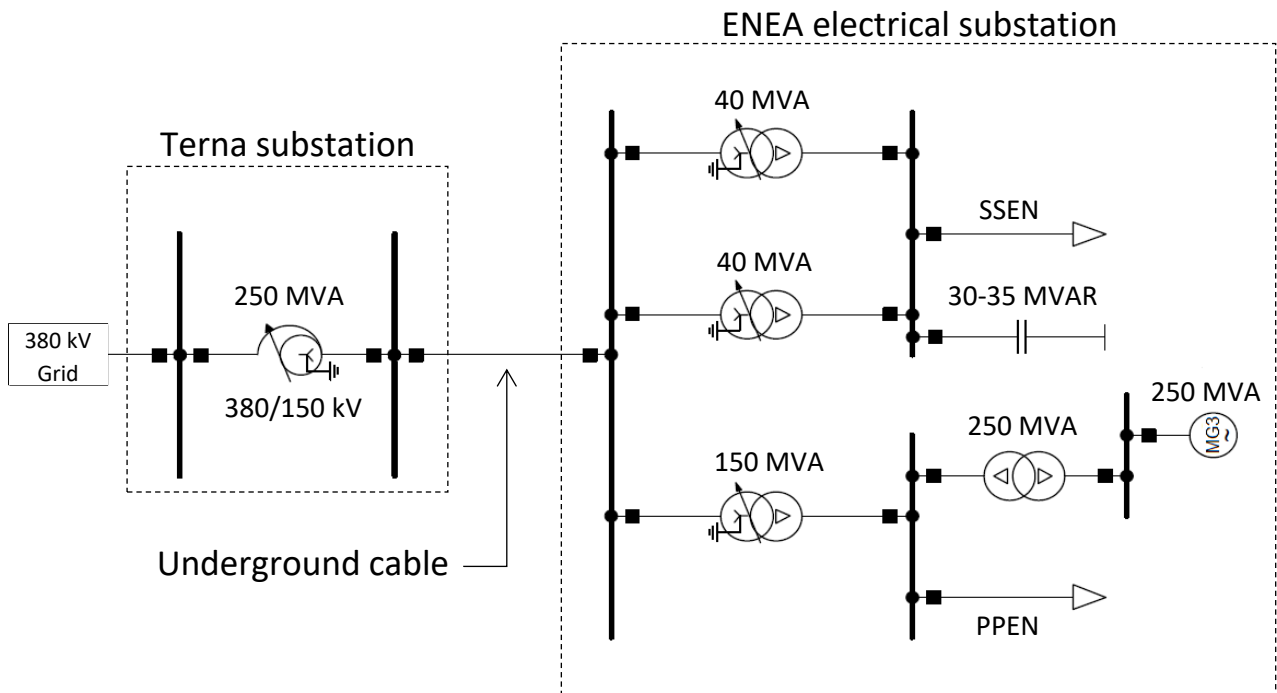 ENEA electrical substation
Terna substation
40 MVA
SSEN
40 MVA
30-35 MVAR
250 MVA
380 kV
Grid
380/150 kV
250 MVA
250 MVA
MG3
~
150 MVA
Underground cable
PPEN